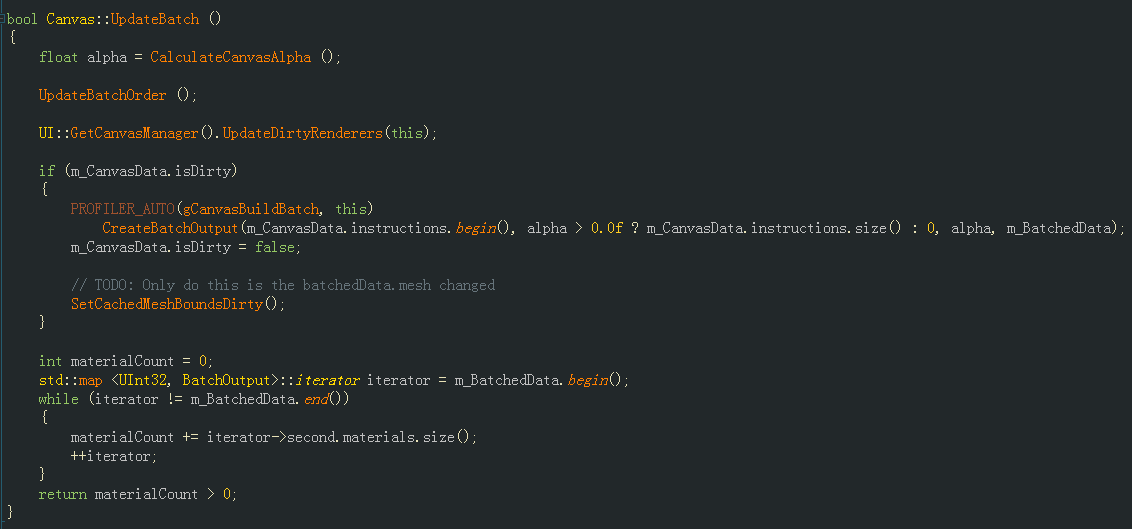 bool Canvas::UpdateBatch ()
{
float alpha = CalculateCanvasAlpha ();
UpdateBatchOrder ();
UI::GetCanvasManager().UpdateDirtyRenderers(this);
if (m_CanvasData.isDirty)
{
PROFILER_AUTO(gCanvasBuildBatch, this)
CreateBatchOutput(m_CanvasData.instructions.begin(), alpha > 0.0f ? m_CanvasData.instructions.size() : 0, alpha, m_BatchedData);
m_CanvasData.isDirty = false;
// TODO: Only do this is the batchedData.mesh changed
SetCachedMeshBoundsDirty();
}
int materialCount = 0;
std::map <UInt32, BatchOutput>::iterator iterator = m_BatchedData.begin();
while (iterator != m_BatchedData.end())
{
materialCount += iterator->second.materials.size();
++iterator;
}
return materialCount > 0;
}